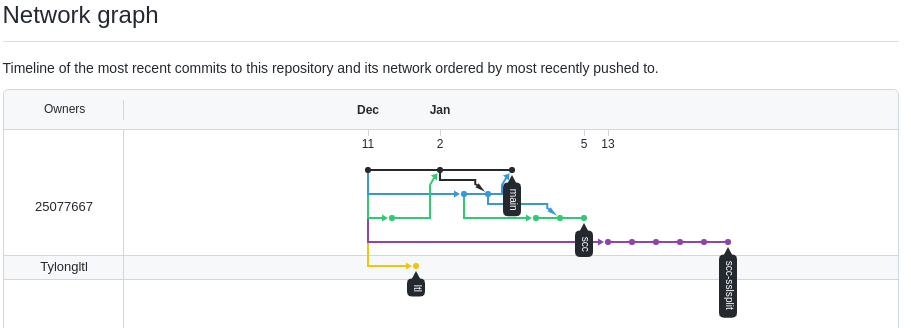 Network graph
Timeline of the most recent commits to this repository and its network ordered by most recently pushed to.
Owners Dec Jan
11 2 5 13
main
25077667
scc
Tylongltl
ltl
scc-sslsplit